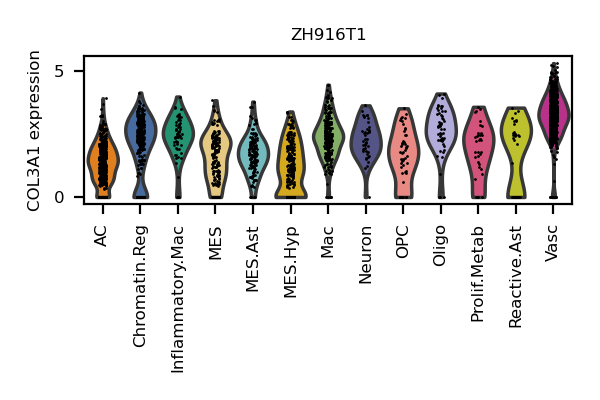 ZH916T1
COL3A1 expression
5
0
AC
Chromatin.Reg
Inflammatory.Mac
MES
MES.Ast
MES.Hyp
Mac
Neuron
OPC
Oligo
Prolif.Metab
Reactive.Ast
Vasc